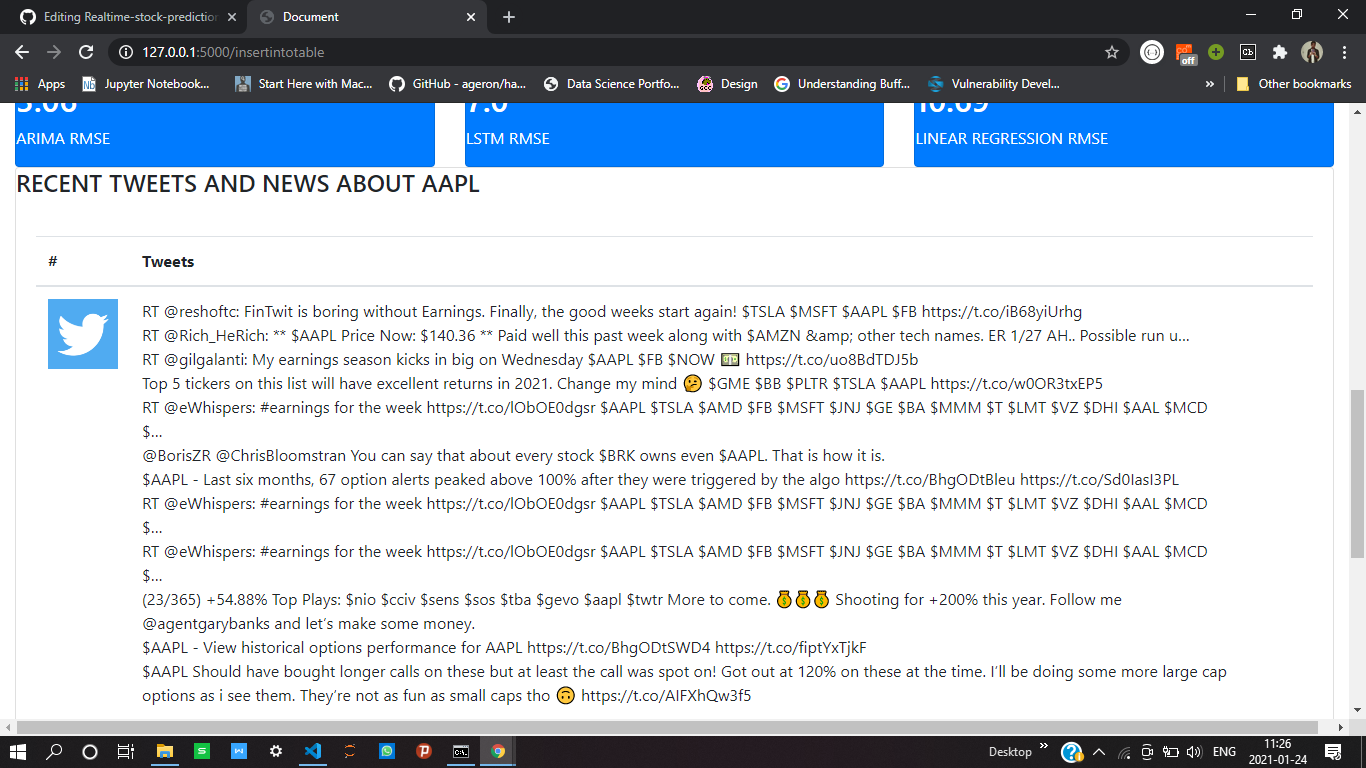 Editing Realtime-stock-prediction
Document
127.0.0.1:5000/insertintotable
off
Apps
Jupyter Notebook...
Start Here with Mac...
GitHub - ageron/ha...
Data Science Portfo...
Design
Understanding Buff...
Vulnerability Devel...
»
Other bookmarks
ARIMA RMSE
LSTM RMSE
LINEAR REGRESSION RMSE
RECENT TWEETS AND NEWS ABOUT AAPL
# Tweets
RT @reshoftc: FinTwit is boring without Earnings. Finally, the good weeks start again! $TSLA $MSFT $AAPL $FB https://t.co/iB68yiUrhg
RT @Rich_HeRich: ** $AAPL Price Now: $140.36 ** Paid well this past week along with $AMZN &amp; other tech names. ER 1/27 AH.. Possible run u...
RT @gilgalanti: My earnings season kicks in big on Wednesday $AAPL $FB $NOW 💵 https://t.co/uo8BdTDJ5b
Top 5 tickers on this list will have excellent returns in 2021. Change my mind 🤔 $GME $BB $PLTR $TSLA $AAPL https://t.co/w0OR3txEP5
RT @eWhispers: #earnings for the week https://t.co/lObOE0dgsr $AAPL $TSLA $AMD $FB $MSFT $JNJ $GE $BA $MMM $T $LMT $VZ $DHI $AAL $MCD
$...
@BorisZR @ChrisBloomstran You can say that about every stock $BRK owns even $AAPL. That is how it is.
$AAPL - Last six months, 67 option alerts peaked above 100% after they were triggered by the algo https://t.co/BhgODtBleu https://t.co/Sd0IasI3PL
RT @eWhispers: #earnings for the week https://t.co/lObOE0dgsr $AAPL $TSLA $AMD $FB $MSFT $JNJ $GE $BA $MMM $T $LMT $VZ $DHI $AAL $MCD
$...
RT @eWhispers: #earnings for the week https://t.co/lObOE0dgsr $AAPL $TSLA $AMD $FB $MSFT $JNJ $GE $BA $MMM $T $LMT $VZ $DHI $AAL $MCD
$...
(23/365) +54.88% Top Plays: $nio $cciv $sens $sos $tba $gevo $aapl $twtr More to come. 💰💰💰 Shooting for +200% this year. Follow me
@agentgarybanks and let's make some money.
$AAPL - View historical options performance for AAPL https://t.co/BhgODtSWD4 https://t.co/fiptYxTjkF
$AAPL Should have bought longer calls on these but at least the call was spot on! Got out at 120% on these at the time. I'll be doing some more large cap
options as i see them. They're not as fun as small caps tho 🙃 https://t.co/AIFXhQw3f5
Desktop
»
ENG
11:26
2021-01-24